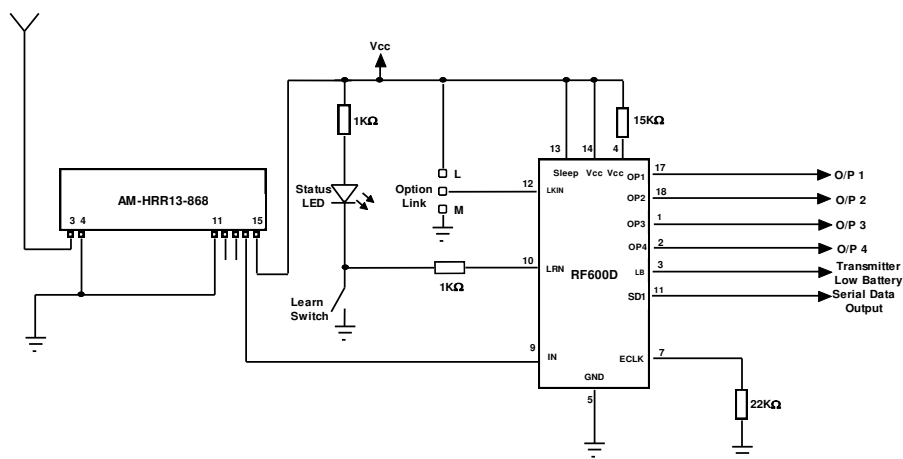 Vcc
1KΩ
15KΩ
13
14
4
L
Sleep
Vcc
Vcc
OP1
17
O/P 1
AM-HRR13-868
Status
LED
Option
Link
12
LKIN
OP2
18
O/P 2
3
4
11
15
M
OP3
1
O/P 3
OP4
2
O/P 4
10
LRN
RF600D
LB
3
Transmitter
Low Battery
1KΩ
SD1
11
Serial Data
Output
Learn
Switch
9
IN
ECLK
7
GND
5
22KΩ